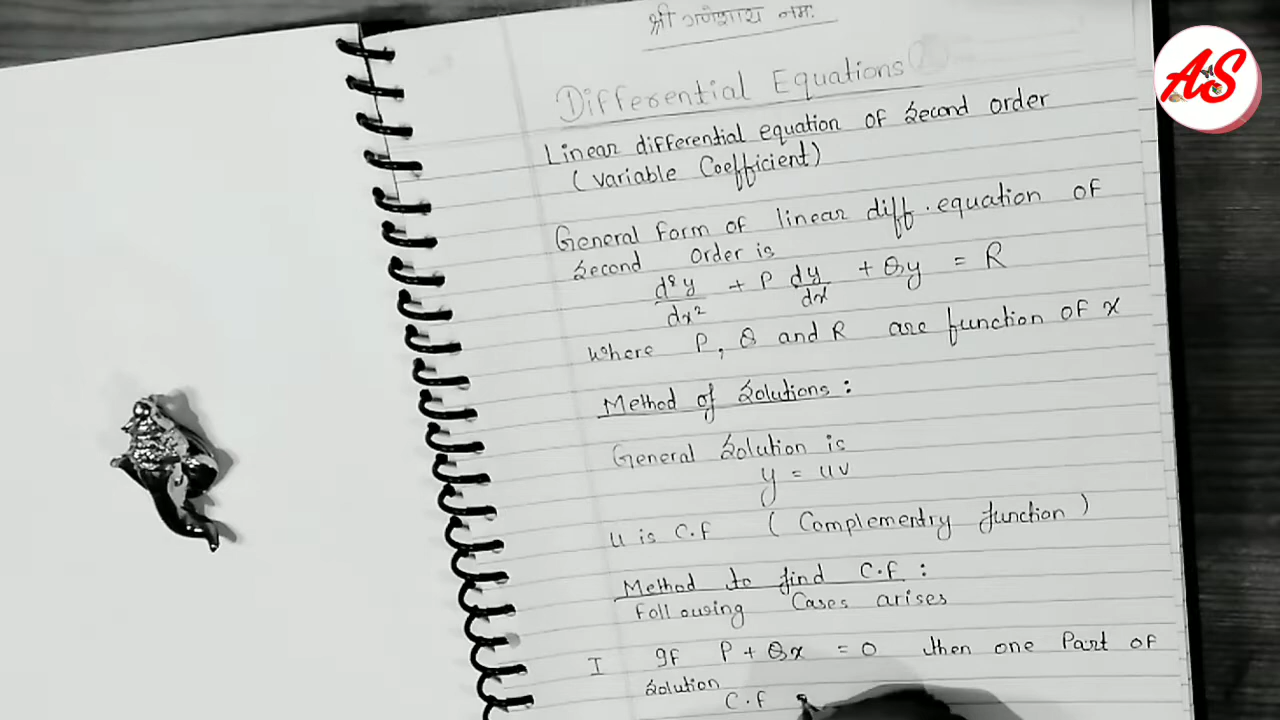 श्री गणेशाय नमः
AS
Differential Equations
Linear differential equation of second order
(variable Coefficient)
General form of linear diff. equation of
second order is
d²y/dx² + P dy/dx + Qy = R
where P, Q and R are function of x
Method of Solutions:
General Solution is
y = uv
u is C.F (Complementry function)
Method to find C.F:
Following Cases arises
I If P + Qx = 0 then one Part of
solution
C.F